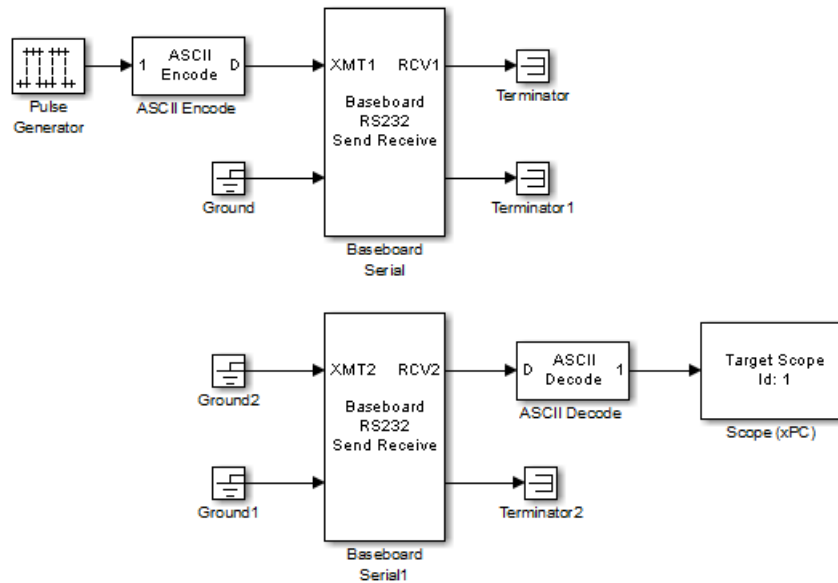 Pulse
Generator
1
ASCII
Encode
D
ASCII Encode
XMT1
RCV1
Baseboard
RS232
Send Receive
Baseboard
Serial
Ground
Terminator
Terminator1
Ground2
Ground1
XMT2
RCV2
Baseboard
RS232
Send Receive
Baseboard
Serial1
D
ASCII
Decode
1
ASCII Decode
Terminator2
Target Scope
Id: 1
Scope (xPC)